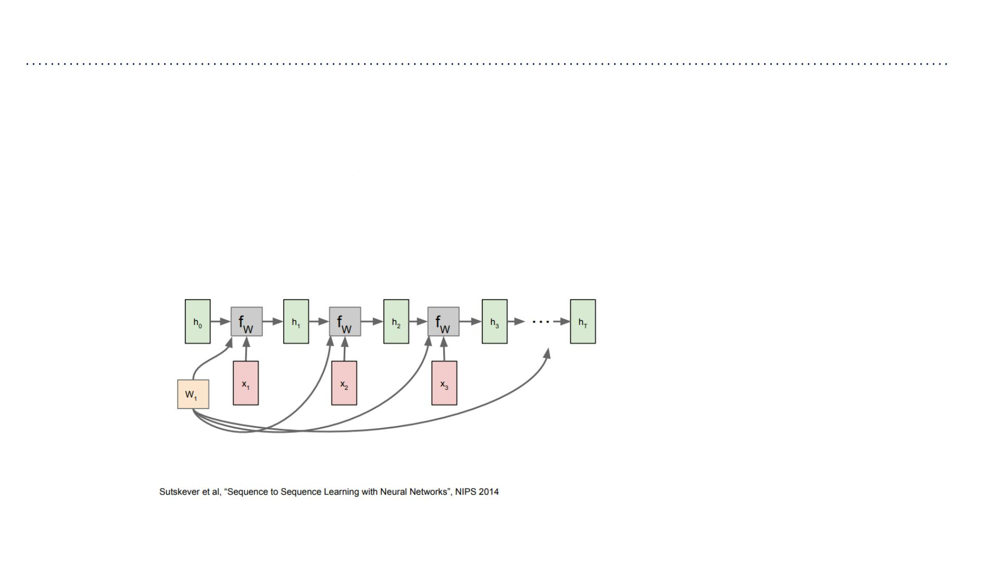 h0 fW h1 fW h2 fW h3 ... hT
x1 x2 x3
W1
Sutskever et al, “Sequence to Sequence Learning with Neural Networks”, NIPS 2014